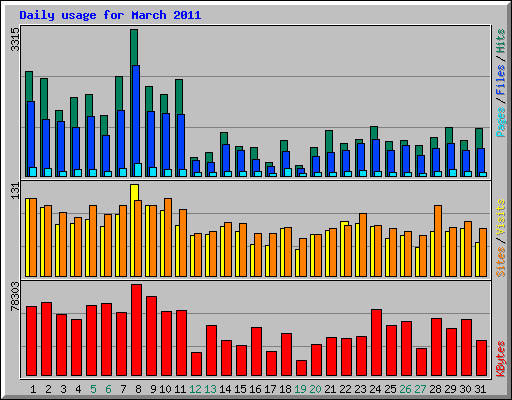 Daily usage for March 2011
3315
Pages / Files / Hits
131
Sites / Visits
78303
KBytes
1 2 3 4 5 6 7 8 9 10 11 12 13 14 15 16 17 18 19 20 21 22 23 24 25 26 27 28 29 30 31